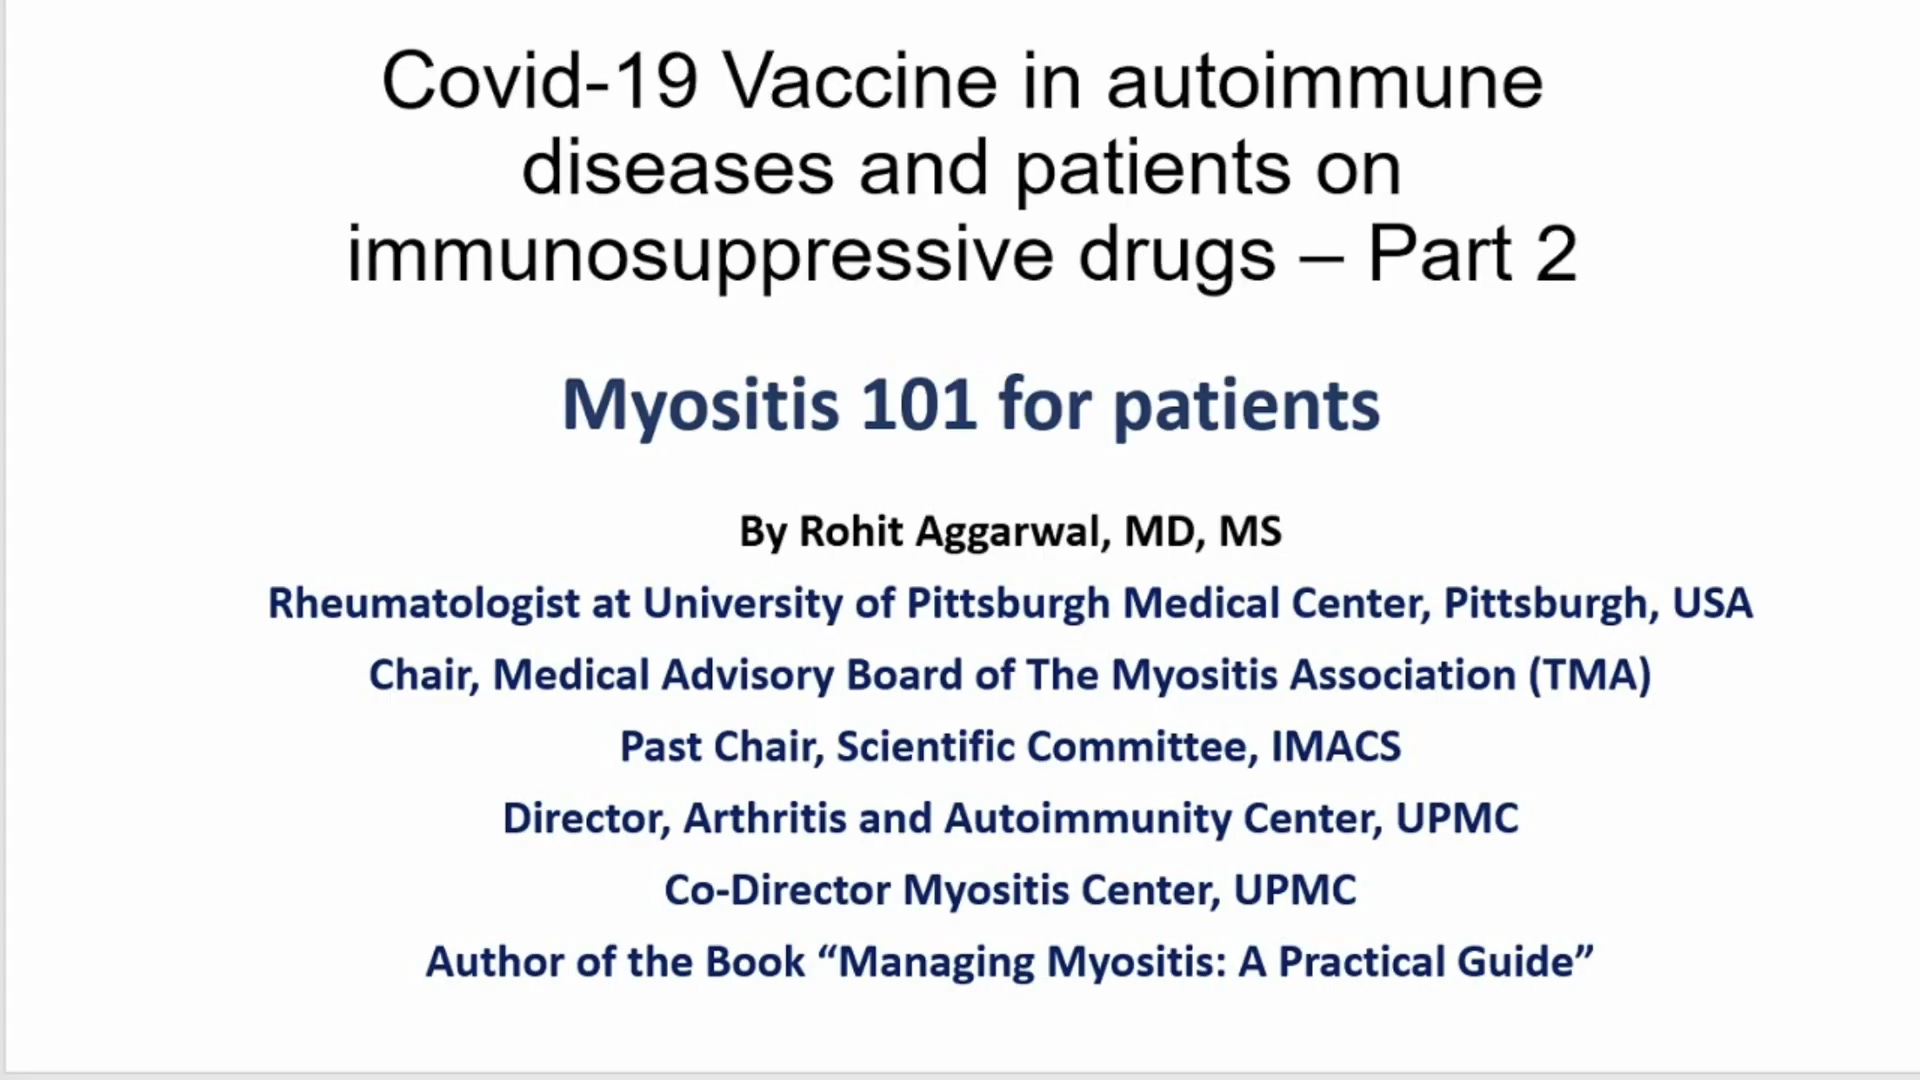 Covid-19 Vaccine in autoimmune
diseases and patients on
immunosuppressive drugs – Part 2
Myositis 101 for patients
By Rohit Aggarwal, MD, MS
Rheumatologist at University of Pittsburgh Medical Center, Pittsburgh, USA
Chair, Medical Advisory Board of The Myositis Association (TMA)
Past Chair, Scientific Committee, IMACS
Director, Arthritis and Autoimmunity Center, UPMC
Co-Director Myositis Center, UPMC
Author of the Book “Managing Myositis: A Practical Guide”